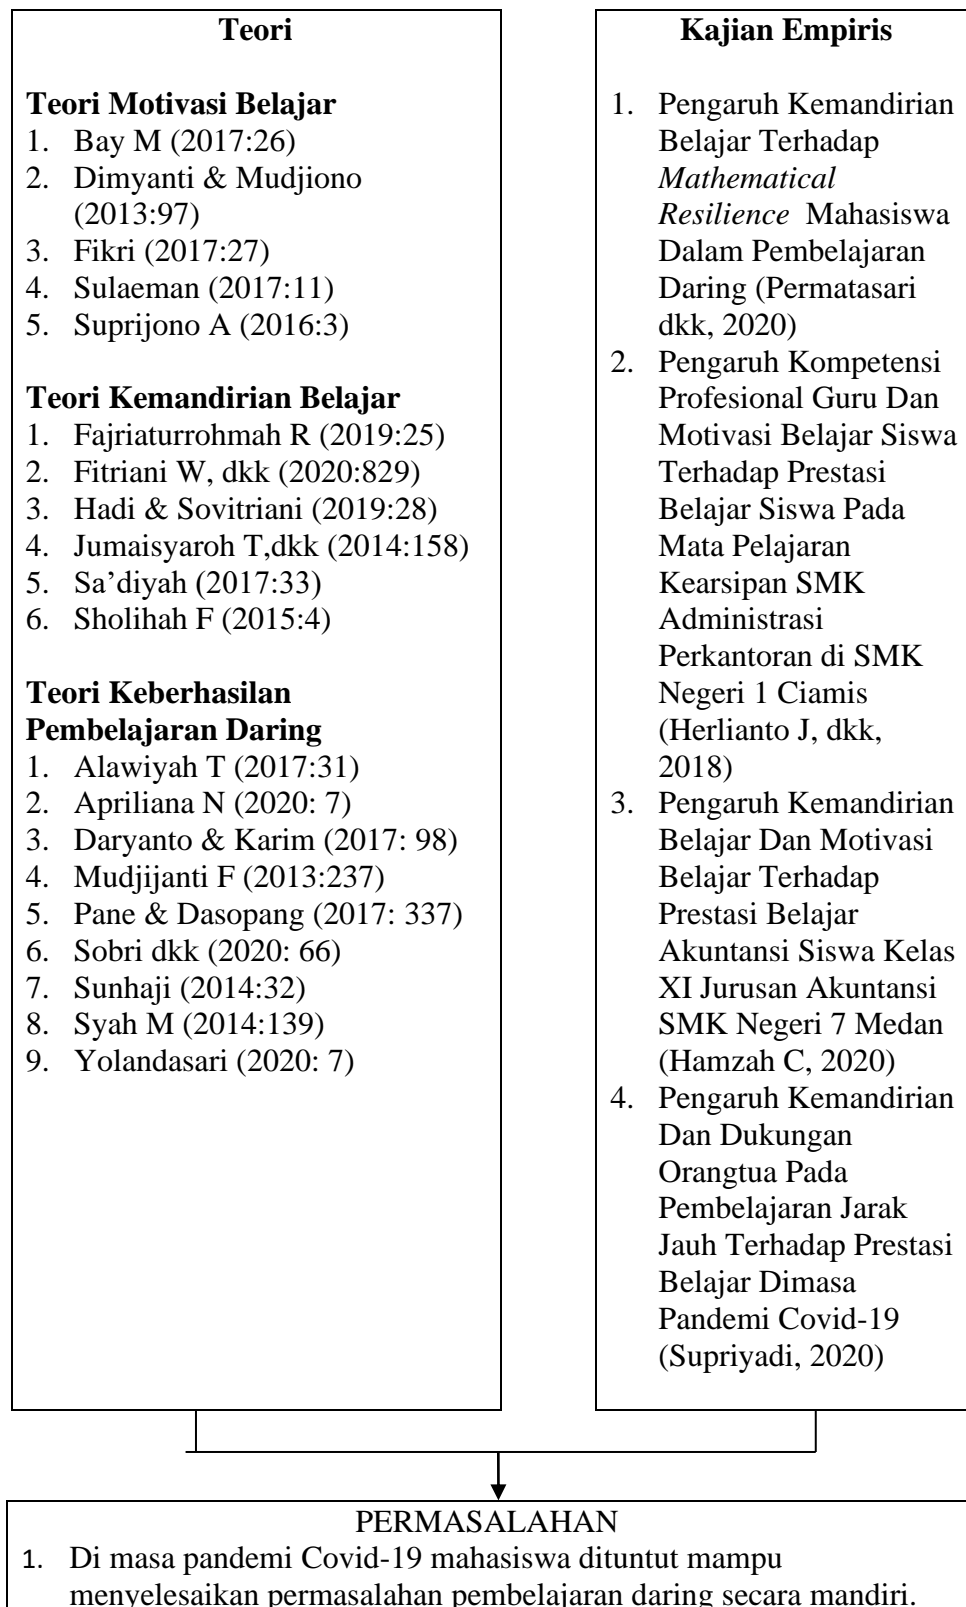 Teori
Teori Motivasi Belajar
1. Bay M (2017:26)
2. Dimyanti & Mudjiono
(2013:97)
3. Fikri (2017:27)
4. Sulaeman (2017:11)
5. Suprijono A (2016:3)
Teori Kemandirian Belajar
1. Fajriaturrohmah R (2019:25)
2. Fitriani W, dkk (2020:829)
3. Hadi & Sovitriani (2019:28)
4. Jumaisyaroh T,dkk (2014:158)
5. Sa’diyah (2017:33)
6. Sholihah F (2015:4)
Teori Keberhasilan
Pembelajaran Daring
1. Alawiyah T (2017:31)
2. Apriliana N (2020: 7)
3. Daryanto & Karim (2017: 98)
4. Mudjijanti F (2013:237)
5. Pane & Dasopang (2017: 337)
6. Sobri dkk (2020: 66)
7. Sunhaji (2014:32)
8. Syah M (2014:139)
9. Yolandasari (2020: 7)
Kajian Empiris
1. Pengaruh Kemandirian
Belajar Terhadap
Mathematical
Resilience Mahasiswa
Dalam Pembelajaran
Daring (Permatasari
dkk, 2020)
2. Pengaruh Kompetensi
Profesional Guru Dan
Motivasi Belajar Siswa
Terhadap Prestasi
Belajar Siswa Pada
Mata Pelajaran
Kearsipan SMK
Administrasi
Perkantoran di SMK
Negeri 1 Ciamis
(Herlianto J, dkk,
2018)
3. Pengaruh Kemandirian
Belajar Dan Motivasi
Belajar Terhadap
Prestasi Belajar
Akuntansi Siswa Kelas
XI Jurusan Akuntansi
SMK Negeri 7 Medan
(Hamzah C, 2020)
4. Pengaruh Kemandirian
Dan Dukungan
Orangtua Pada
Pembelajaran Jarak
Jauh Terhadap Prestasi
Belajar Dimasa
Pandemi Covid-19
(Supriyadi, 2020)
PERMASALAHAN
1. Di masa pandemi Covid-19 mahasiswa dituntut mampu
menyelesaikan permasalahan pembelajaran daring secara mandiri.